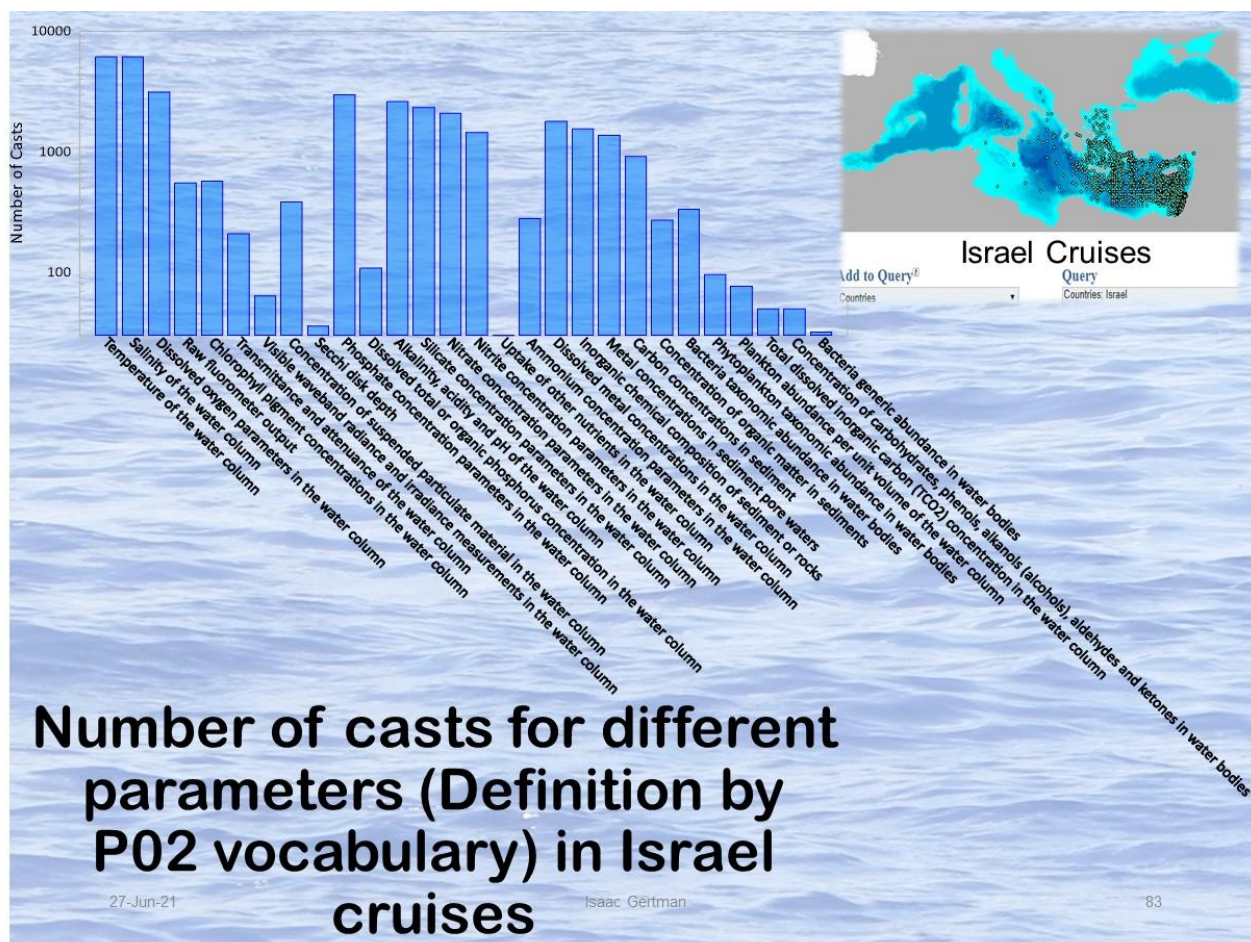 10000
1000
100
Number of Casts
Temperature of the water column
Salinity of the water column
Dissolved oxygen parameters in the water column
Raw fluorometer output
Chlorophyll pigment concentrations in the water column
Transmittance and attenuance of the water column
Visible waveband radiance and irradiance measurements in the water column
Concentration of suspended particulate material in the water column
Secchi disk depth
Phosphate concentration parameters in the water column
Dissolved total or organic phosphorus concentration in the water column
Alkalinity, acidity and pH of the water column
Silicate concentration parameters in the water column
Nitrate concentration parameters in the water column
Nitrite concentration parameters in the water column
Uptake of other nutrients in the water column
Ammonium concentration parameters in the water column
Dissolved metal concentrations in the water column
Inorganic chemical composition of sediment or rocks
Metal concentrations in sediment pore waters
Carbon concentrations in sediment
Concentration of organic matter in sediments
Bacteria taxonomic abundance in water bodies
Phytoplankton taxonomic abundance in water bodies
Plankton abundance per unit volume of the water column
Total dissolved inorganic carbon (TCO2) concentration in the water column
Concentration of carbohydrates, phenols, alkanols (alcohols), aldehydes and ketones in water bodies
Bacteria generic abundance in water bodies
Israel Cruises
Add to Query?
Query
Countries
Countries: Israel
Number of casts for different
parameters (Definition by
P02 vocabulary) in Israel
cruises
27-Jun-21
Isaac Gertman
83